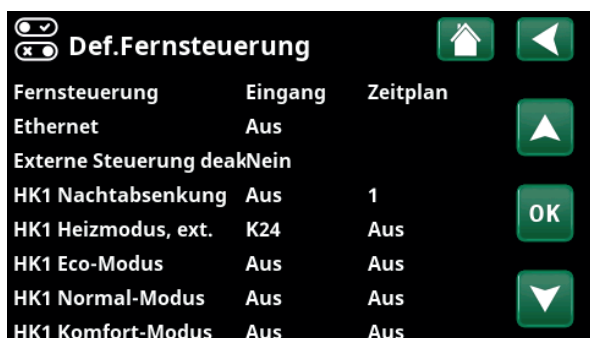 Def.Fernsteuerung
Fernsteuerung Eingang Zeitplan
Ethernet Aus
Externe Steuerung deakNein
HK1 Nachtabsenkung Aus 1
HK1 Heizmodus, ext. K24 Aus
HK1 Eco-Modus Aus Aus
HK1 Normal-Modus Aus Aus
HK1 Komfort-Modus Aus Aus
OK